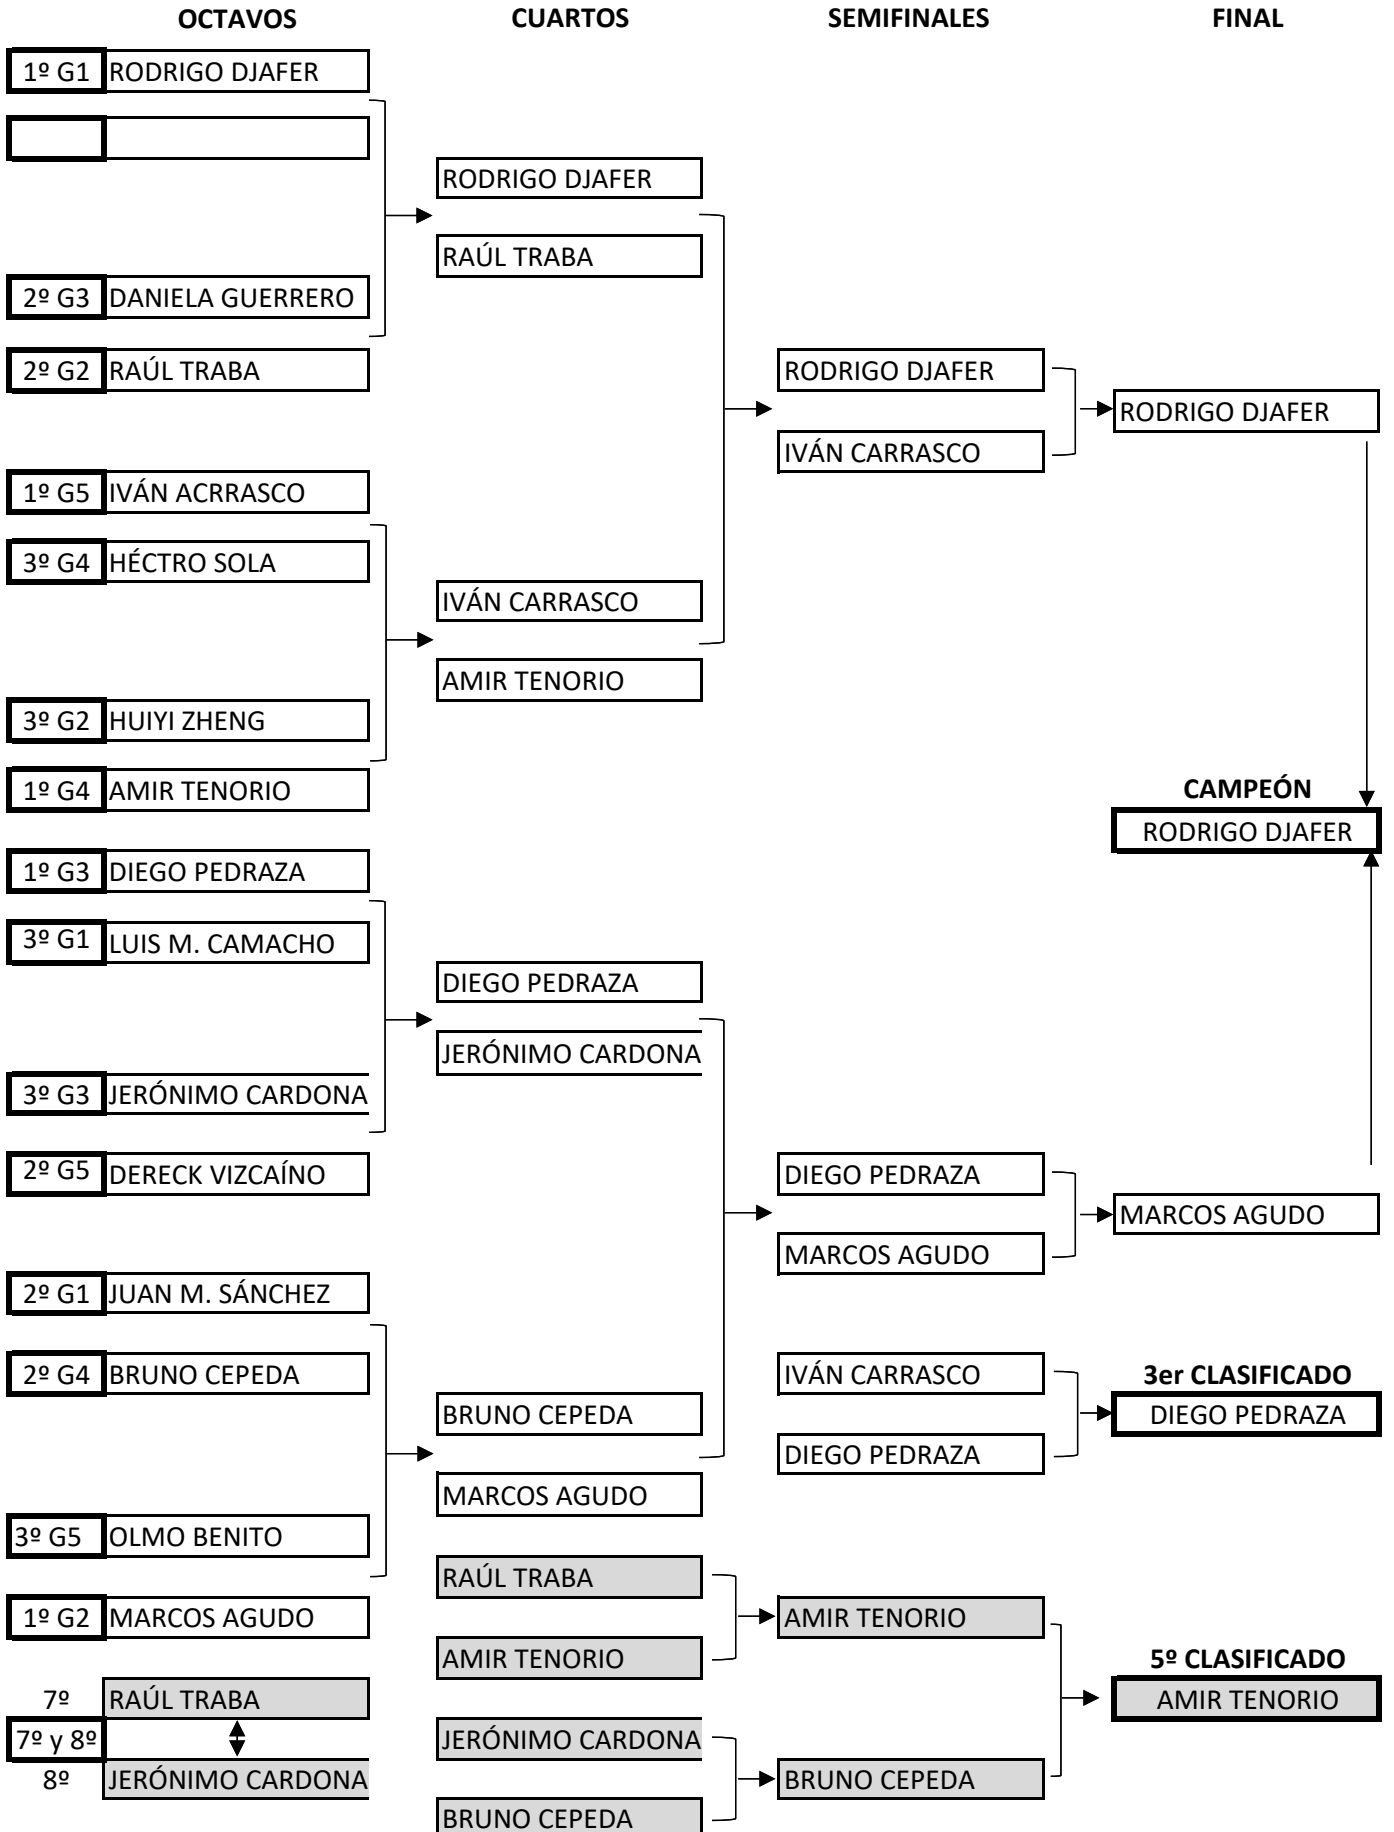 OCTAVOS CUARTOS SEMIFINALES FINAL
1º G1 RODRIGO DJAFER
RODRIGO DJAFER
RAÚL TRABA
2º G3 DANIELA GUERRERO
2º G2 RAÚL TRABA RODRIGO DJAFER
RODRIGO DJAFER
IVÁN CARRASCO
1º G5 IVÁN ACRRASCO
3º G4 HÉCTRO SOLA
IVÁN CARRASCO
AMIR TENORIO
3º G2 HUIYI ZHENG
1º G4 AMIR TENORIO CAMPEÓN
RODRIGO DJAFER
1º G3 DIEGO PEDRAZA
3º G1 LUIS M. CAMACHO
DIEGO PEDRAZA
JERÓNIMO CARDONA
3º G3 JERÓNIMO CARDONA
2º G5 DERECK VIZCAÍNO DIEGO PEDRAZA
MARCOS AGUDO
MARCOS AGUDO
2º G1 JUAN M. SÁNCHEZ
2º G4 BRUNO CEPEDA IVÁN CARRASCO 3er CLASIFICADO
BRUNO CEPEDA DIEGO PEDRAZA
DIEGO PEDRAZA
MARCOS AGUDO
3º G5 OLMO BENITO
RAÚL TRABA
1º G2 MARCOS AGUDO AMIR TENORIO
AMIR TENORIO 5º CLASIFICADO
7º RAÚL TRABA AMIR TENORIO
7º y 8º JERÓNIMO CARDONA
8º JERÓNIMO CARDONA BRUNO CEPEDA
BRUNO CEPEDA